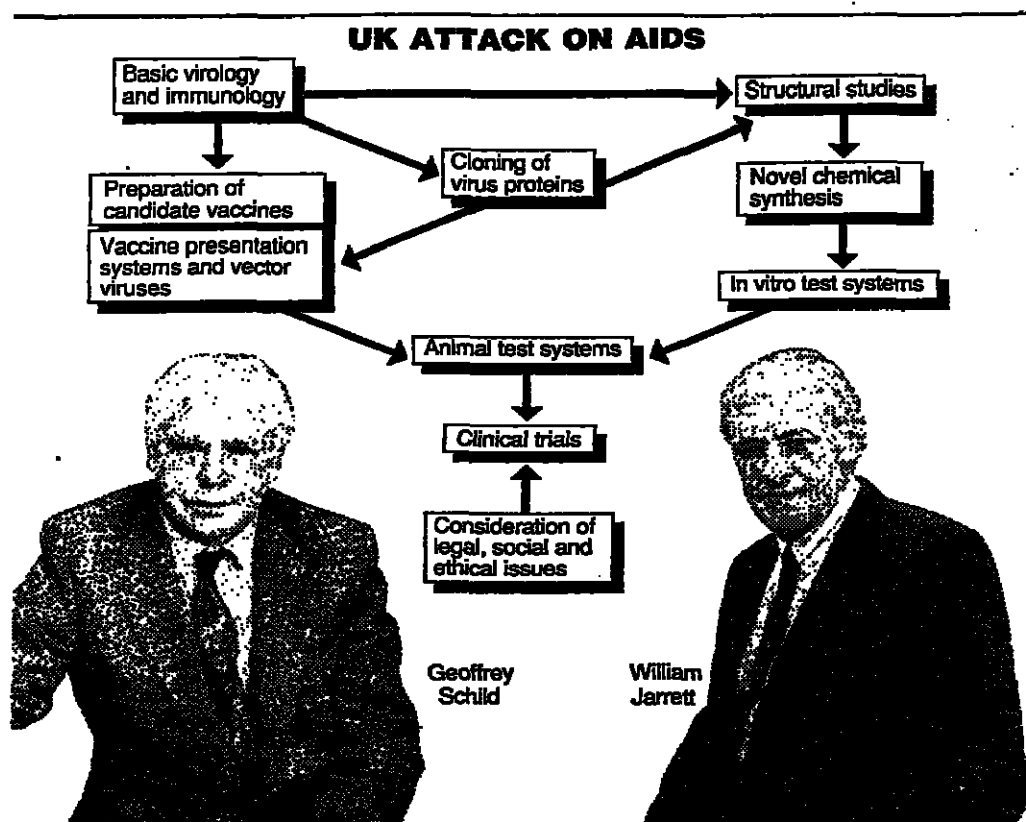 UK ATTACK ON AIDS
Basic virology
and immunology
Structural studies
Cloning of
virus proteins
Preparation of
candidate vaccines
Novel chemical
synthesis
Vaccine presentation
systems and vector
viruses
In vitro test systems
Animal test systems
Clinical trials
Consideration of
legal, social and
ethical issues
Geoffrey
Schild
William
Jarrett